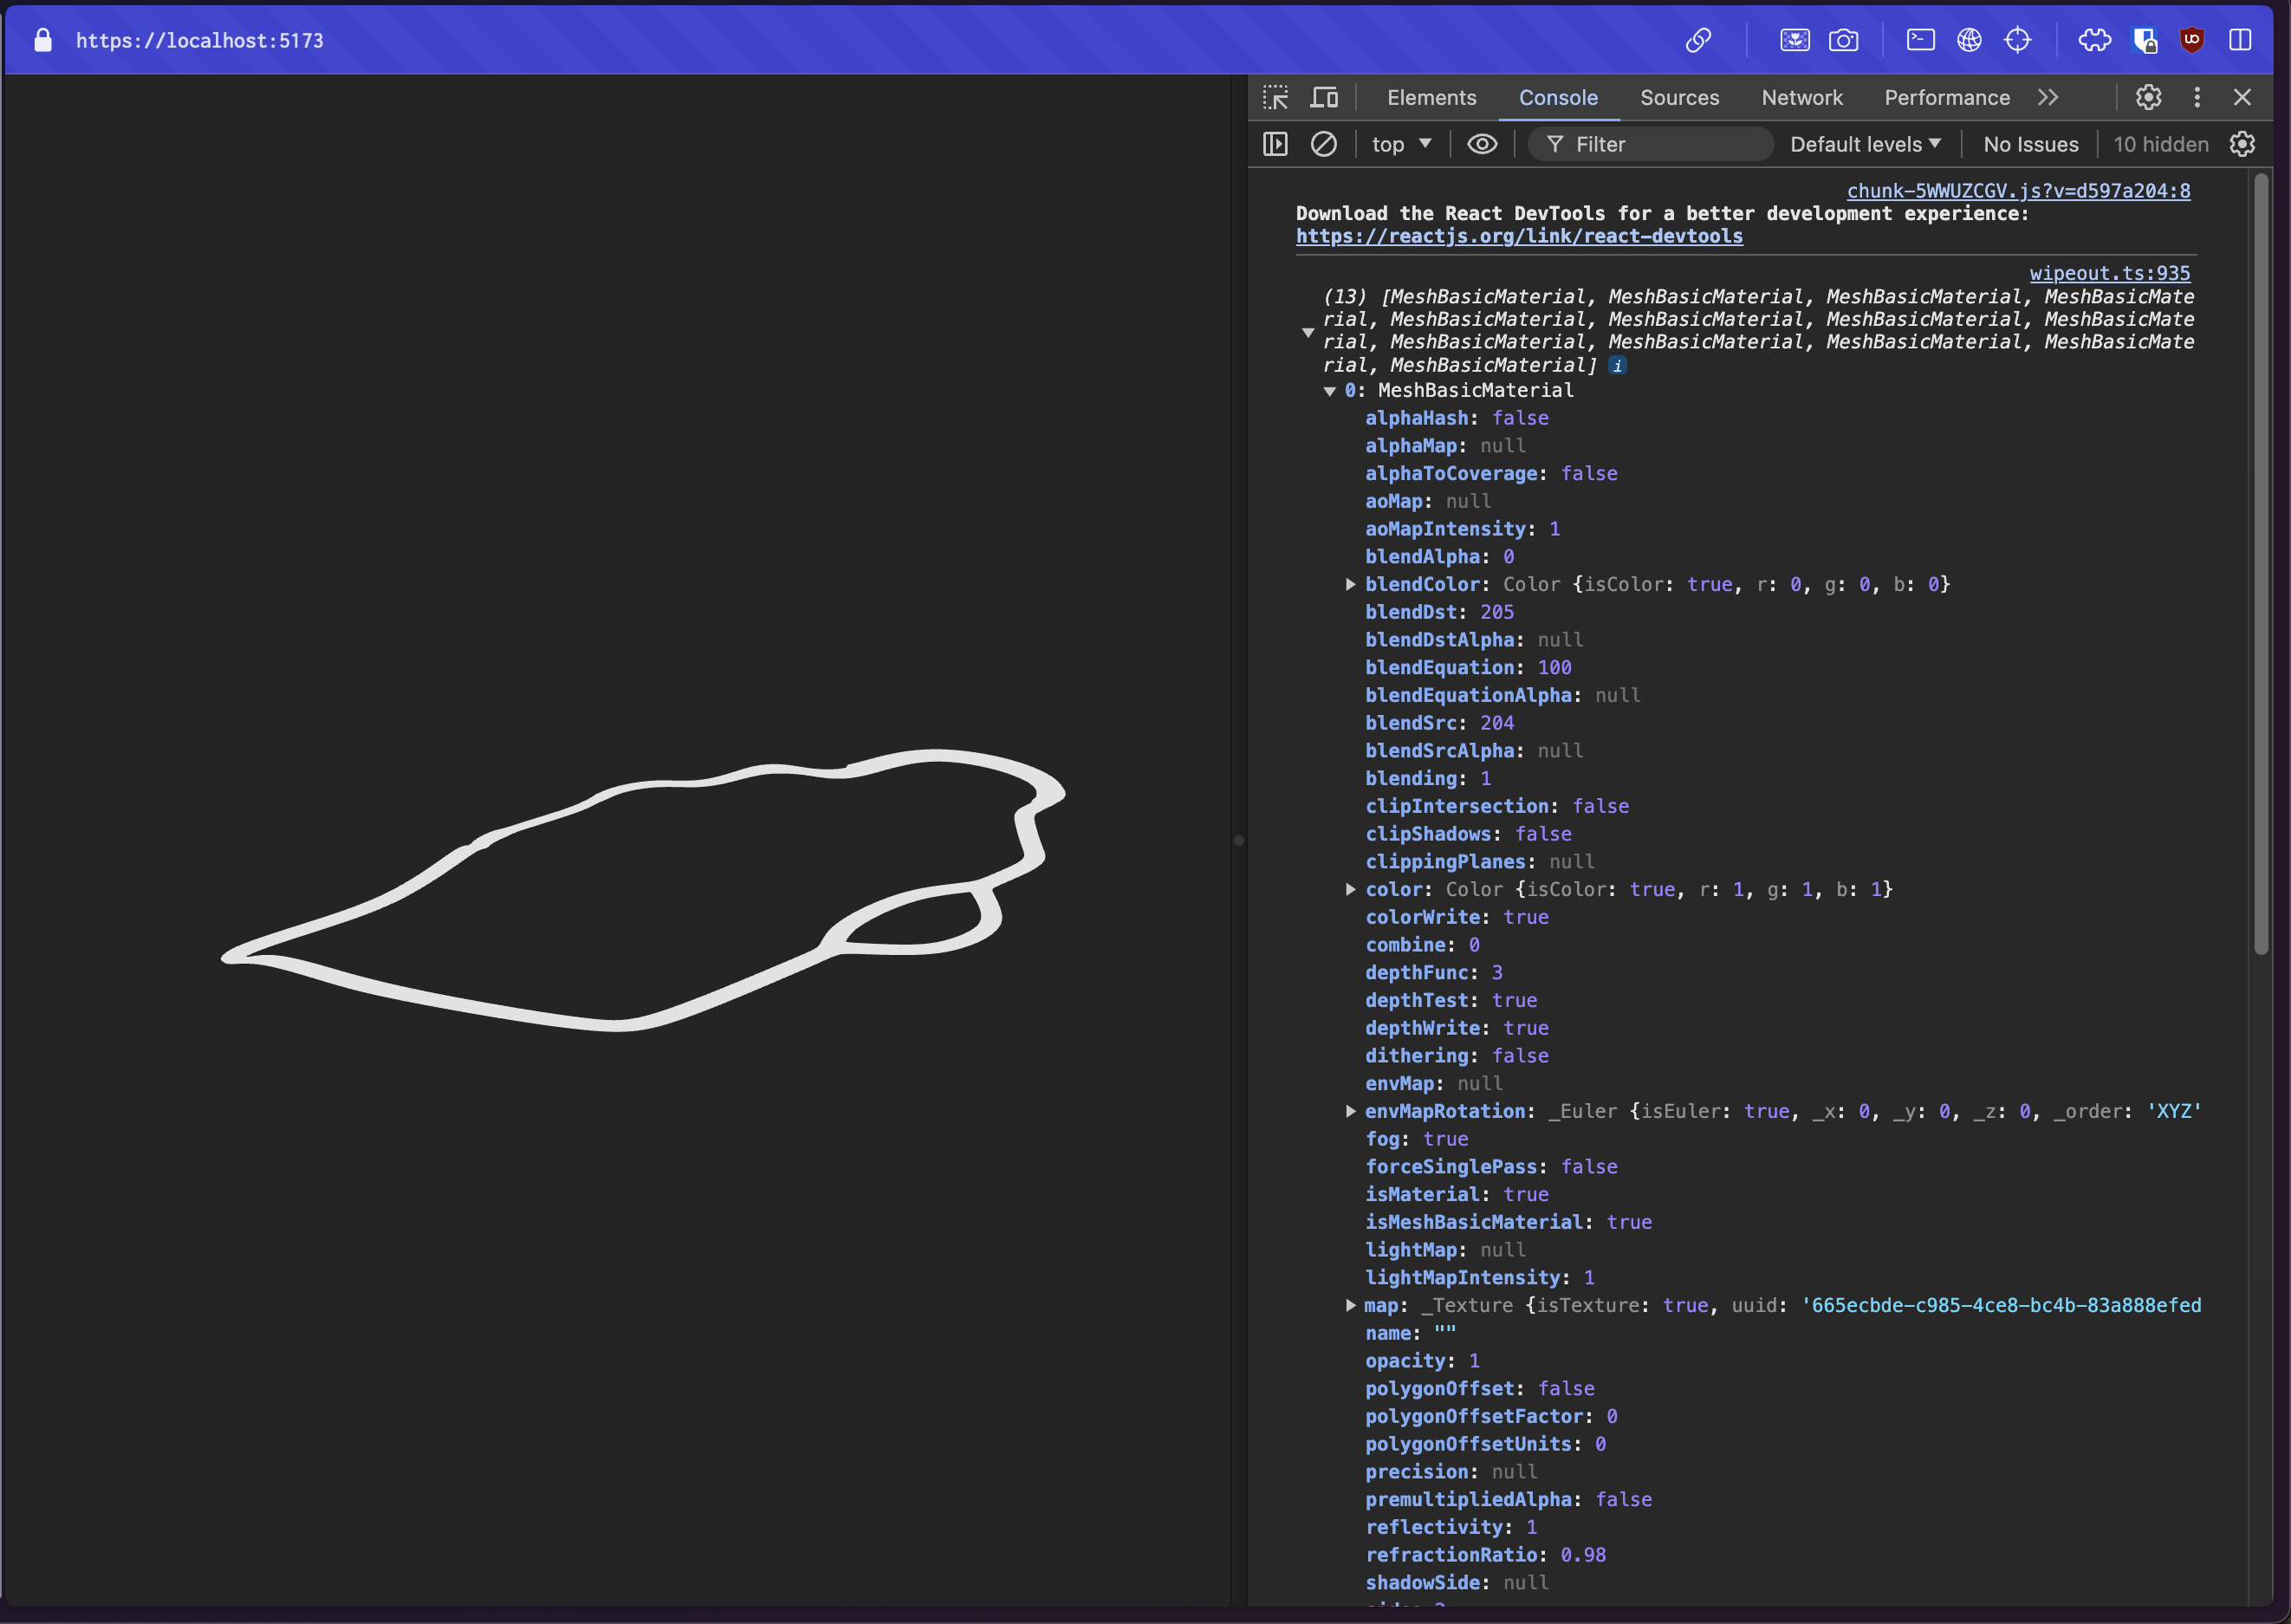 https://localhost:5173
Elements Console Sources Network Performance
top Filter Default levels No Issues 10 hidden
chunk-5WWUZCGV.js?v=d597a204:8
Download the React DevTools for a better development experience:
https://reactjs.org/link/react-devtools
wipeout.ts:935
(13) [MeshBasicMaterial, MeshBasicMaterial, MeshBasicMaterial, MeshBasicMate
rial, MeshBasicMaterial, MeshBasicMaterial, MeshBasicMaterial, MeshBasicMate
rial, MeshBasicMaterial, MeshBasicMaterial, MeshBasicMaterial, MeshBasicMate
rial, MeshBasicMaterial] i
0: MeshBasicMaterial
alphaHash: false
alphaMap: null
alphaToCoverage: false
aoMap: null
aoMapIntensity: 1
blendAlpha: 0
blendColor: Color {isColor: true, r: 0, g: 0, b: 0}
blendDst: 205
blendDstAlpha: null
blendEquation: 100
blendEquationAlpha: null
blendSrc: 204
blendSrcAlpha: null
blending: 1
clipIntersection: false
clipShadows: false
clippingPlanes: null
color: Color {isColor: true, r: 1, g: 1, b: 1}
colorWrite: true
combine: 0
depthFunc: 3
depthTest: true
depthWrite: true
dithering: false
envMap: null
envMapRotation: _Euler {isEuler: true, _x: 0, _y: 0, _z: 0, _order: 'XYZ'
fog: true
forceSinglePass: false
isMaterial: true
isMeshBasicMaterial: true
lightMap: null
lightMapIntensity: 1
map: _Texture {isTexture: true, uuid: '665ecbde-c985-4ce8-bc4b-83a888efed
name: ""
opacity: 1
polygonOffset: false
polygonOffsetFactor: 0
polygonOffsetUnits: 0
precision: null
premultipliedAlpha: false
reflectivity: 1
refractionRatio: 0.98
shadowSide: null